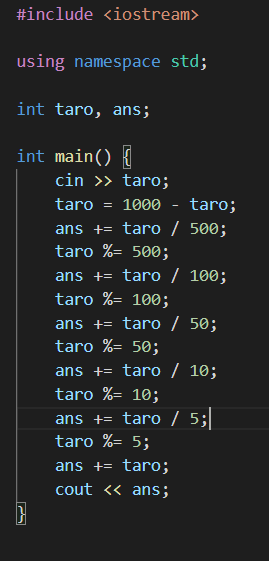 #include <iostream>
using namespace std;
int taro, ans;
int main() {
    cin >> taro;
    taro = 1000 - taro;
    ans += taro / 500;
    taro %= 500;
    ans += taro / 100;
    taro %= 100;
    ans += taro / 50;
    taro %= 50;
    ans += taro / 10;
    taro %= 10;
    ans += taro / 5;
    taro %= 5;
    ans += taro;
    cout << ans;
}